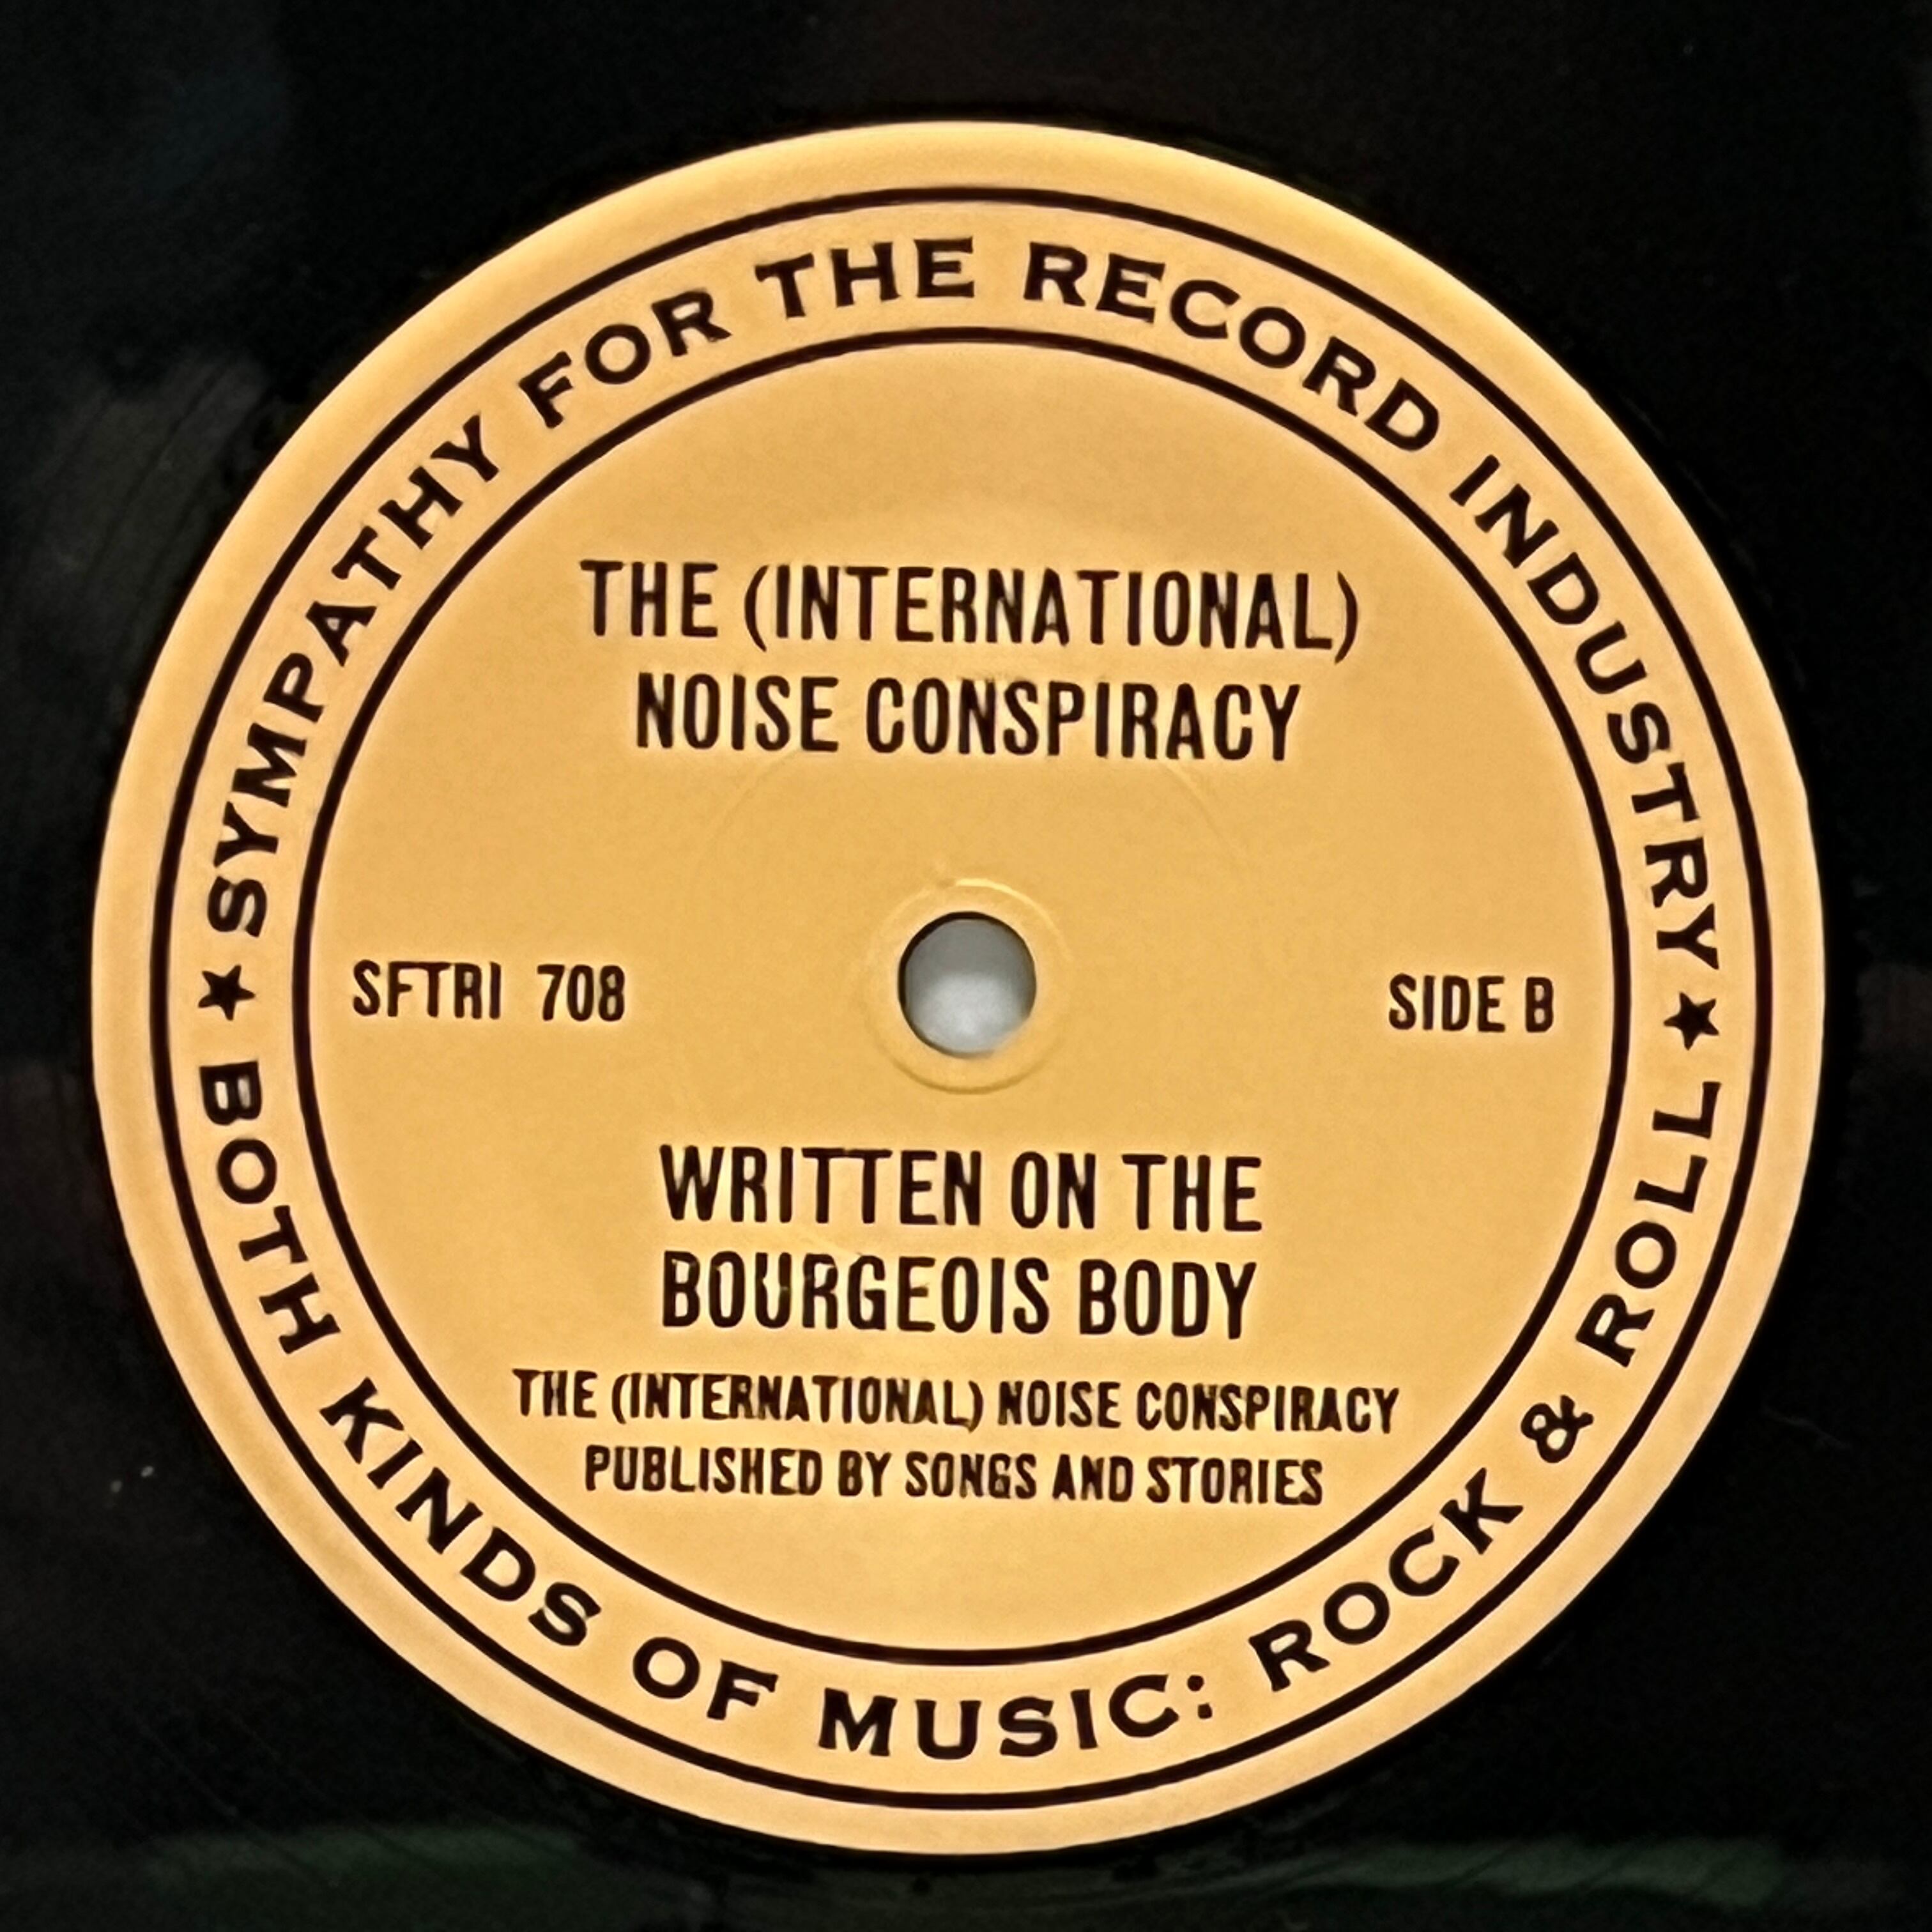 ★ SYMPATHY FOR THE RECORD INDUSTRY ★
THE (INTERNATIONAL)
NOISE CONSPIRACY
SFTRI 708
SIDE B
WRITTEN ON THE
BOURGEOIS BODY
THE (INTERNATIONAL) NOISE CONSPIRACY
PUBLISHED BY SONGS AND STORIES
BOTH KINDS OF MUSIC: ROCK & ROLL